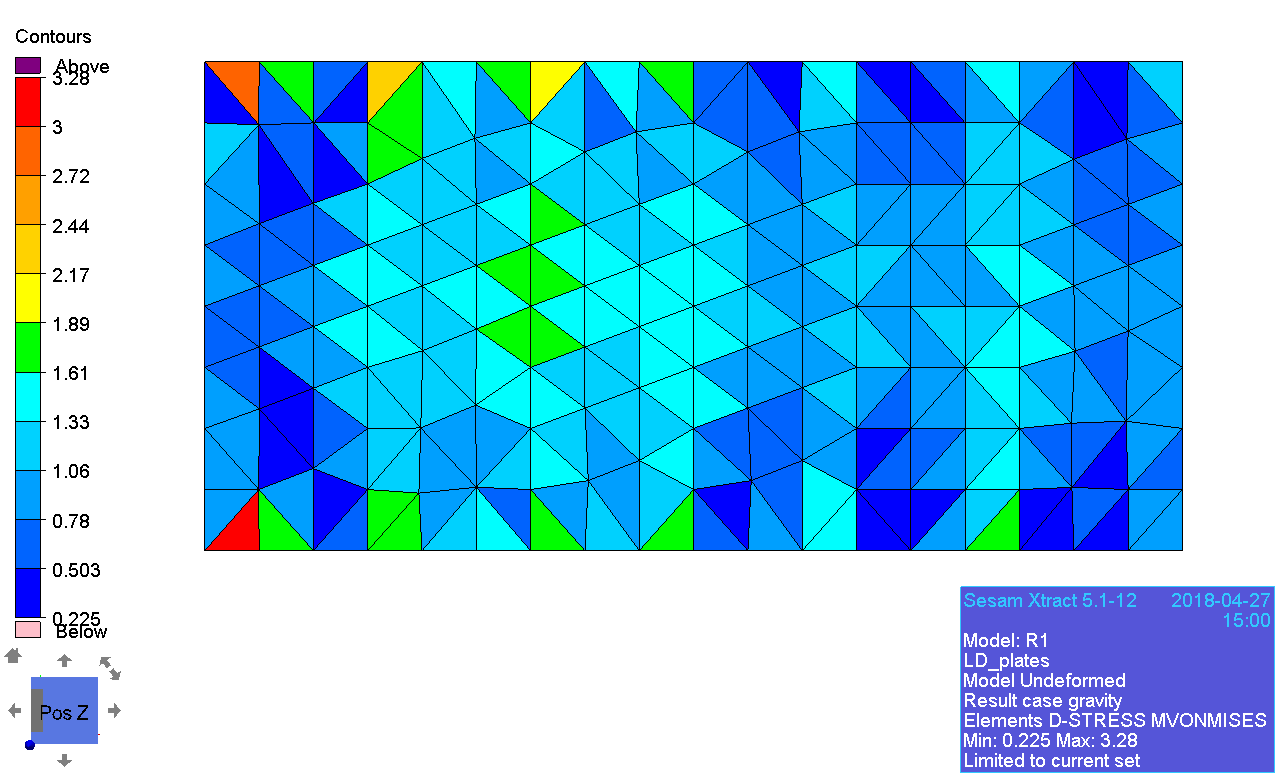 Contours
Above
3.28
3
2.72
2.44
2.17
1.89
1.61
1.33
1.06
0.78
0.503
0.225
Below
Pos Z
Sesam Xtract 5.1-12 2018-04-27
15:00
Model: R1
LD_plates
Model Undeformed
Result case gravity
Elements D-STRESS MVONMISES
Min: 0.225 Max: 3.28
Limited to current set